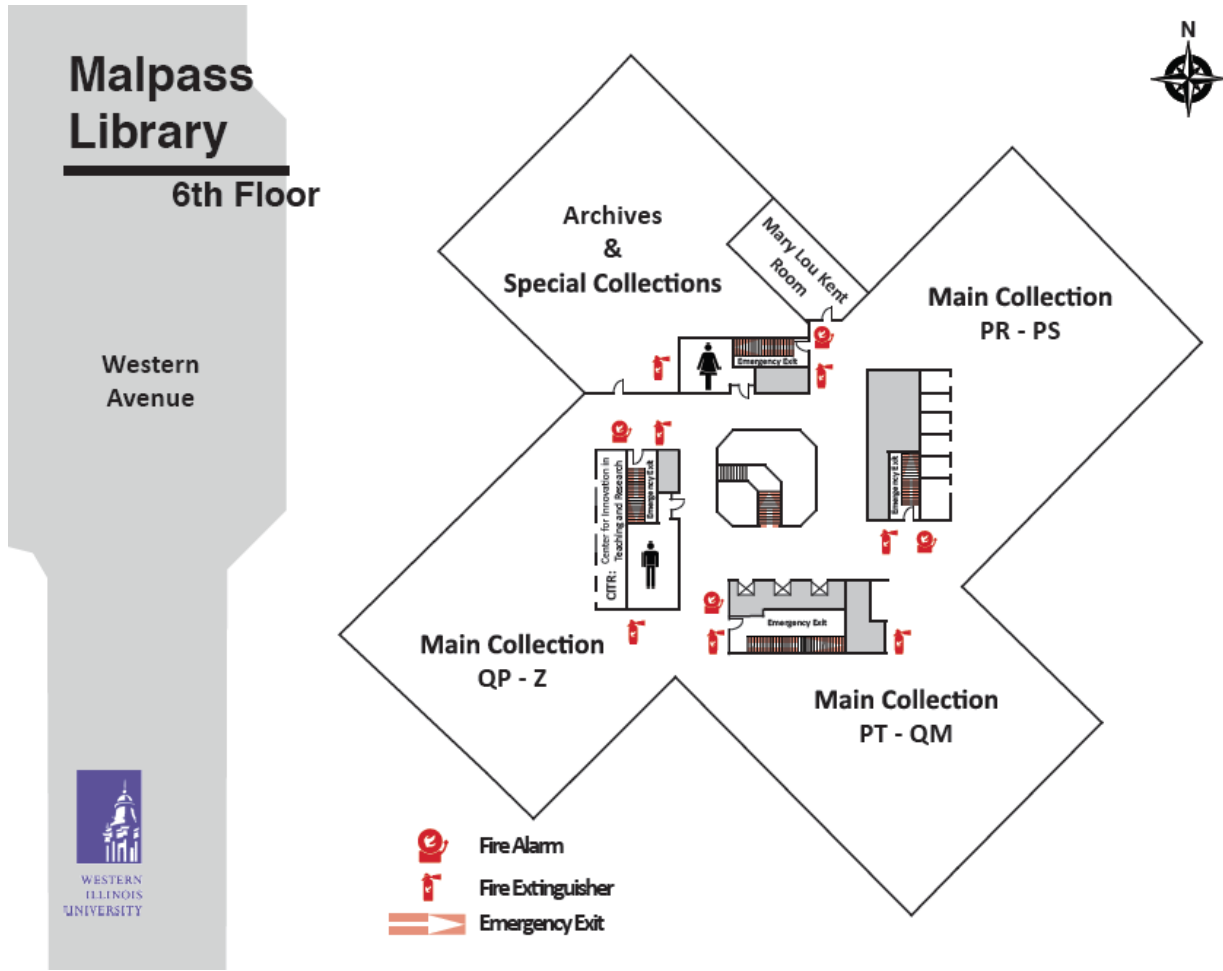 Malpass
Library
6th Floor
Western
Avenue
N
Archives
&
Special Collections
Mary Lou Kent
Room
Main Collection
PR - PS
Emergency Exit
CITR: Center for Innovation in
Teaching and Research
Emergency Exit
Emergency Exit
Emergency Exit
Main Collection
QP - Z
Main Collection
PT - QM
WESTERN
ILLINOIS
UNIVERSITY
Fire Alarm
Fire Extinguisher
Emergency Exit